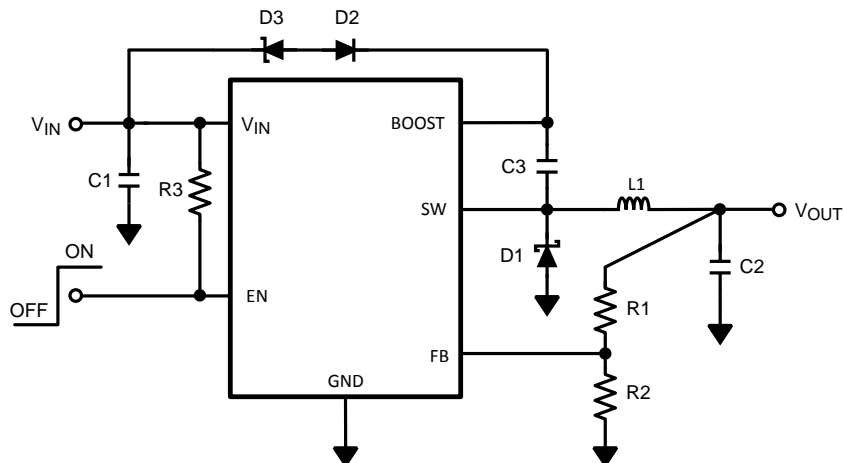 D3 D2
VIN VIN BOOST
C1 R3 C3
L1
SW VOUT
ON D1 C2
OFF EN R1
FB
GND R2